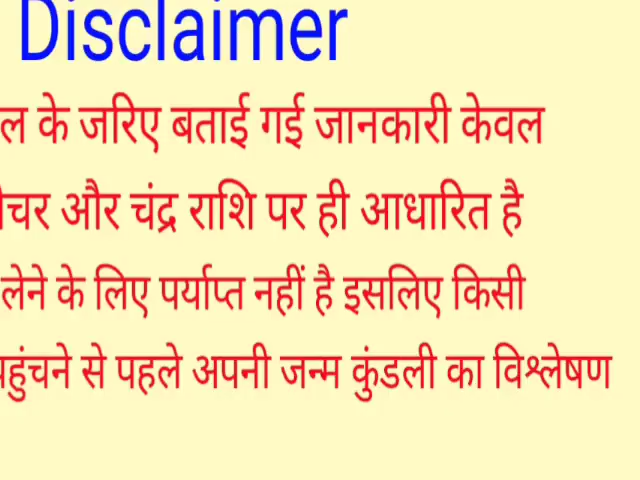 Disclaimer
के जरिए बताई गई जानकारी केवल
और चंद्र राशि पर ही आधारित है
लेने के लिए पर्याप्त नहीं है इसलिए किसी
से पहले अपनी जन्म कुंडली का विश्लेषण